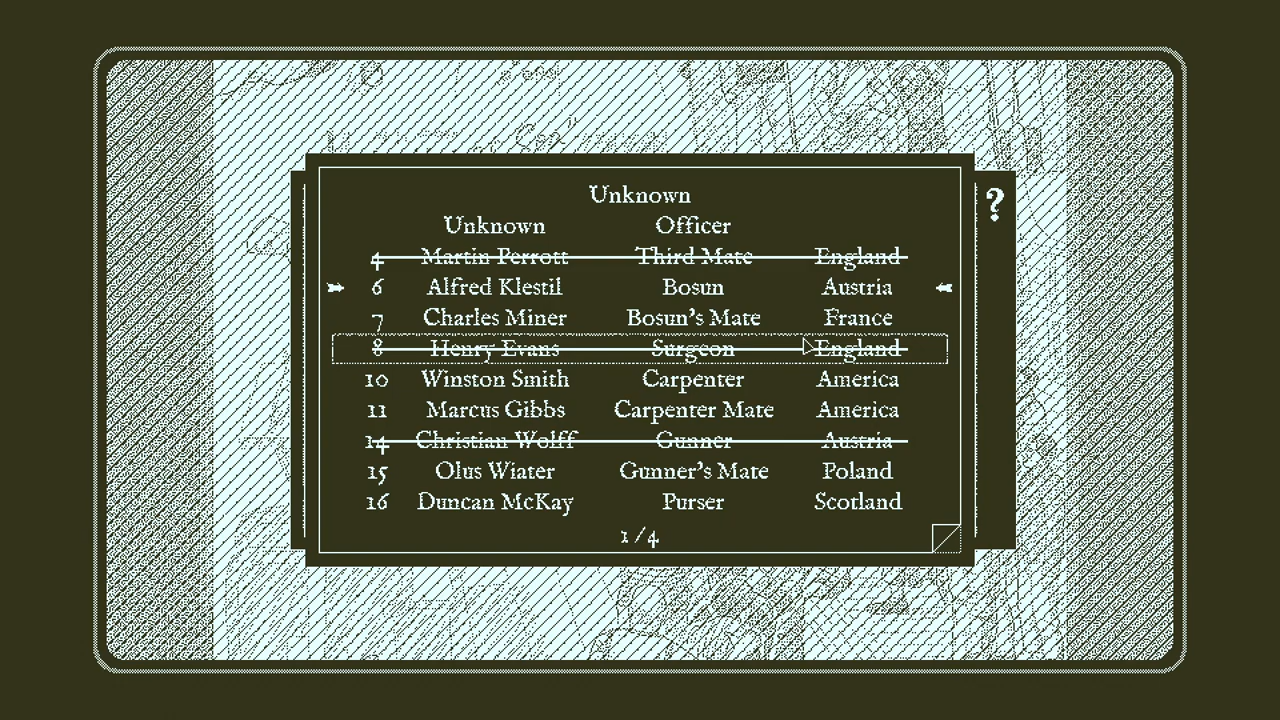 Unknown
Unknown Officer
4 Martin Perrott Third Mate England
6 Alfred Klestil Bosun Austria
7 Charles Miner Bosun's Mate France
8 Henry Evans Surgeon England
10 Winston Smith Carpenter America
11 Marcus Gibbs Carpenter Mate America
14 Christian Wolff Gunner Austria
15 Olus Wiater Gunner's Mate Poland
16 Duncan McKay Purser Scotland
1/4
?